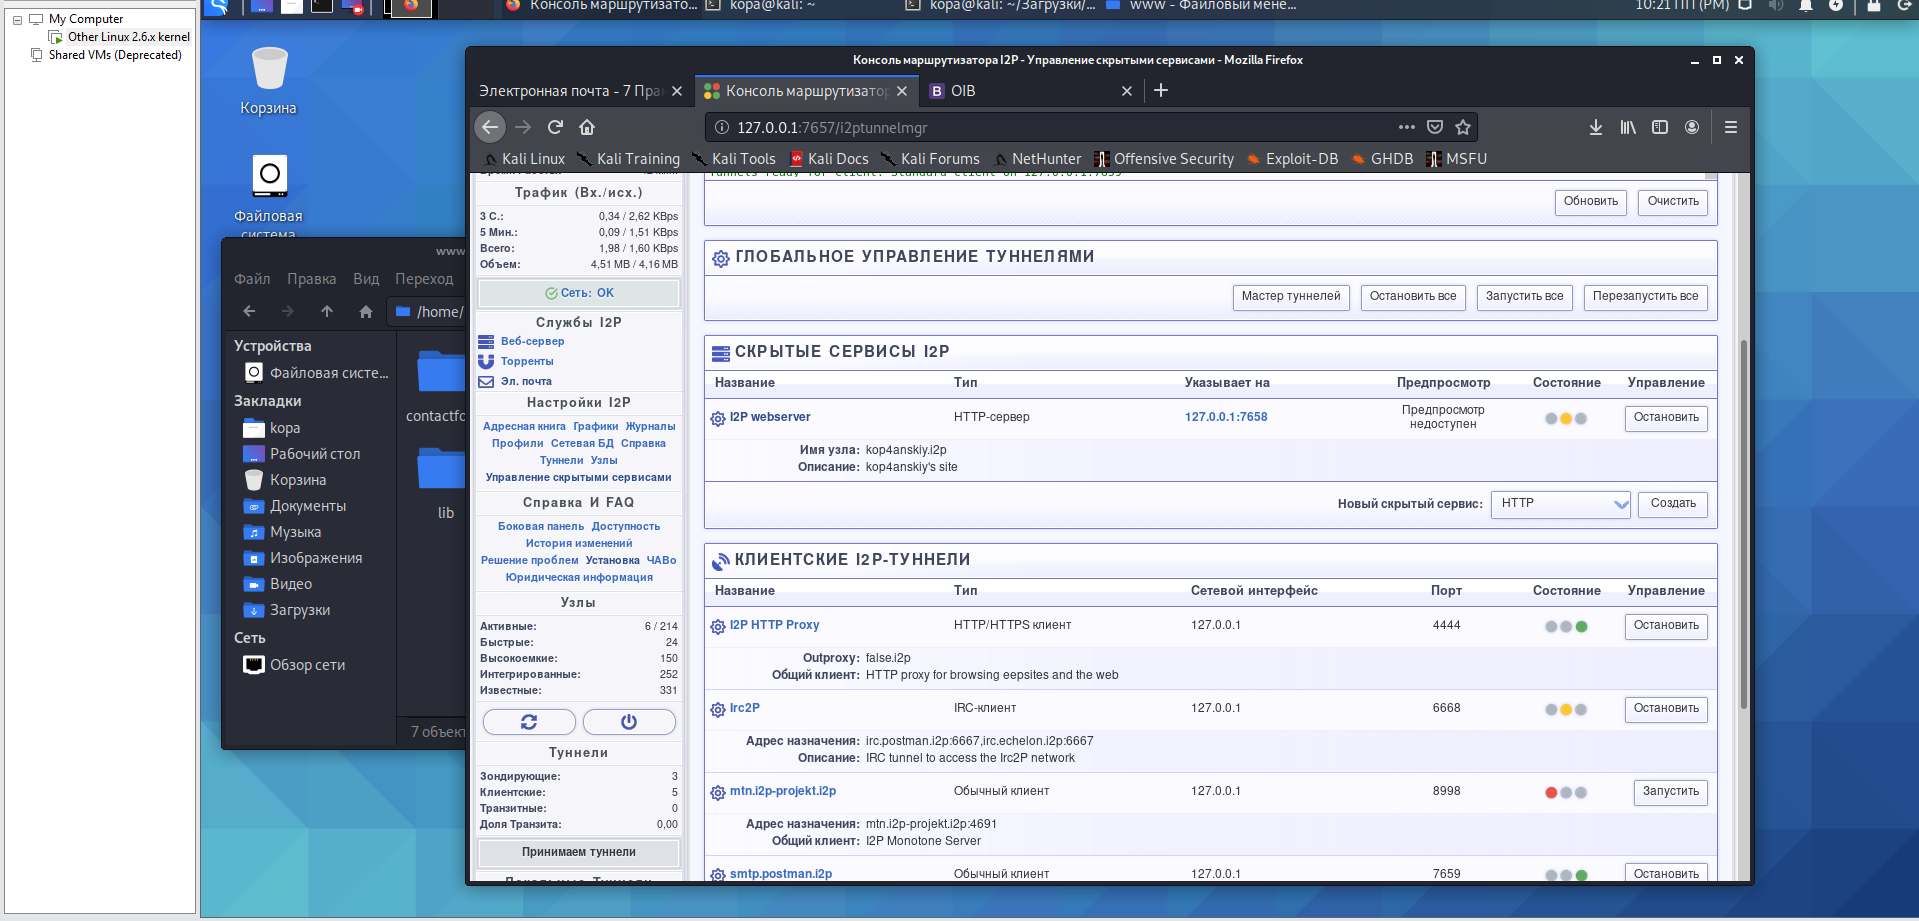 My Computer
Other Linux 2.6.x kernel
Shared VMs (Deprecated)
Консоль маршрутизато...
kopa@kali: ~
kopa@kali: ~/Загрузки/...
www - Файловый мене...
10:21 ПП (PM)
Корзина
Файловая
система
www
Файл Правка Вид Переход
/home/
Устройства
Файловая систе...
Закладки
kopa
Рабочий стол
Корзина
Документы
Музыка
Изображения
Видео
Загрузки
Сеть
Обзор сети
contactfo
lib
7 объект
Консоль маршрутизатора I2P - Управление скрытыми сервисами - Mozilla Firefox
Электронная почта - 7 Пра
Консоль маршрутизатор
OIB
127.0.0.1:7657/i2ptunnelmgr
Kali Linux Kali Training Kali Tools Kali Docs Kali Forums NetHunter Offensive Security Exploit-DB GHDB MSFU
Трафик (Вх./исх.)
3 С.: 0,34 / 2,62 KBps
5 Мин.: 0,09 / 1,51 KBps
Всего: 1,98 / 1,60 KBps
Объем: 4,51 MB / 4,16 MB
Сеть: OK
Службы I2P
Веб-сервер
Торренты
Эл. почта
Настройки I2P
Адресная книга Графики Журналы
Профили Сетевая БД Справка
Туннели Узлы
Управление скрытыми сервисами
Справка И FAQ
Боковая панель Доступность
История изменений
Решение проблем Установка ЧАВо
Юридическая информация
Узлы
Активные: 6 / 214
Быстрые: 24
Высокоемкие: 150
Интегрированные: 252
Известные: 331
Туннели
Зондирующие: 3
Клиентские: 5
Транзитные: 0
Доля Транзита: 0,00
Принимаем туннели
Локальные Туннели
Tunnels ready for client: Standard client on 127.0.0.1:7659
Обновить Очистить
ГЛОБАЛЬНОЕ УПРАВЛЕНИЕ ТУННЕЛЯМИ
Мастер туннелей Остановить все Запустить все Перезапустить все
СКРЫТЫЕ СЕРВИСЫ I2P
Название Тип Указывает на Предпросмотр Состояние Управление
I2P webserver HTTP-сервер 127.0.0.1:7658 Предпросмотр недоступен Остановить
Имя узла: kop4anskiy.i2p
Описание: kop4anskiy's site
Новый скрытый сервис: HTTP Создать
КЛИЕНТСКИЕ I2P-ТУННЕЛИ
Название Тип Сетевой интерфейс Порт Состояние Управление
I2P HTTP Proxy HTTP/HTTPS клиент 127.0.0.1 4444 Остановить
Outproxy: false.i2p
Общий клиент: HTTP proxy for browsing eepsites and the web
Irc2P IRC-клиент 127.0.0.1 6668 Остановить
Адрес назначения: irc.postman.i2p:6667,irc.echelon.i2p:6667
Описание: IRC tunnel to access the Irc2P network
mtn.i2p-projekt.i2p Обычный клиент 127.0.0.1 8998 Запустить
Адрес назначения: mtn.i2p-projekt.i2p:4691
Общий клиент: I2P Monotone Server
smtp.postman.i2p Обычный клиент 127.0.0.1 7659 Остановить